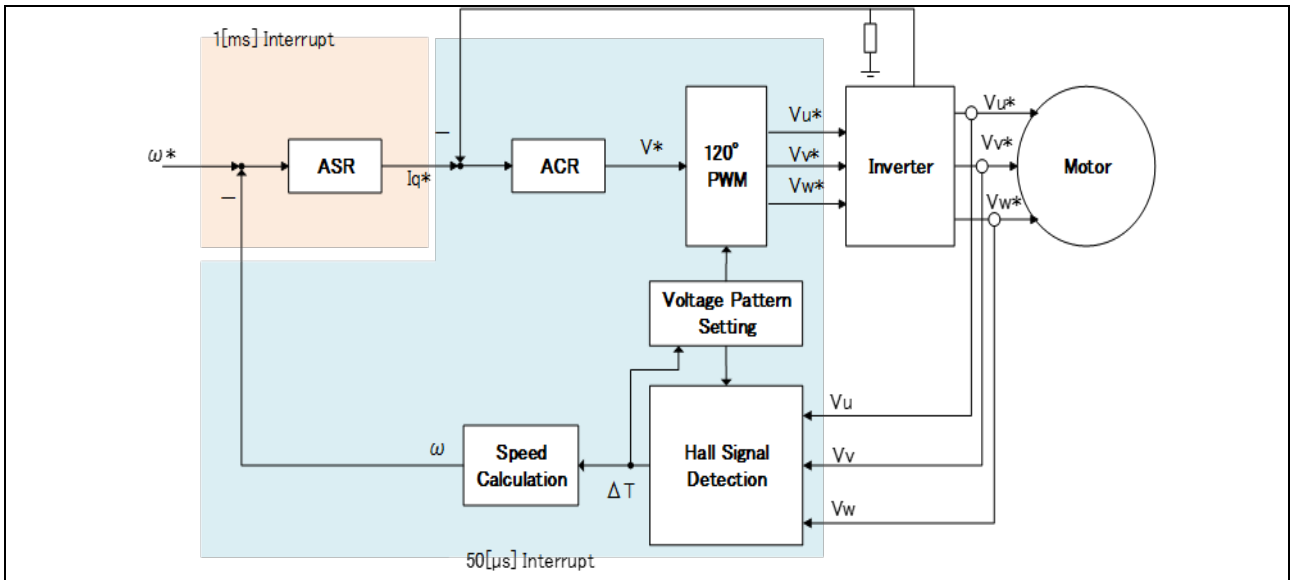 1[ms] Interrupt
ω*
−
ASR
Iq*
−
ACR
V*
120°
PWM
Vu*
Vv*
Vw*
Inverter
Vu*
Vv*
Vw*
Motor
Voltage Pattern
Setting
Vu
Vv
Vw
Hall Signal
Detection
ΔT
Speed
Calculation
ω
50[μs] Interrupt